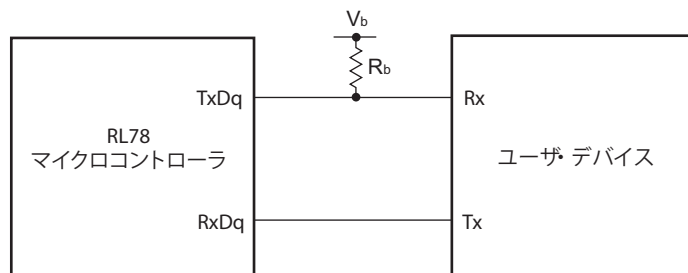 Vb
Rb
TxDq
Rx
RL78
マイクロコントローラ
ユーザ・デバイス
RxDq
Tx